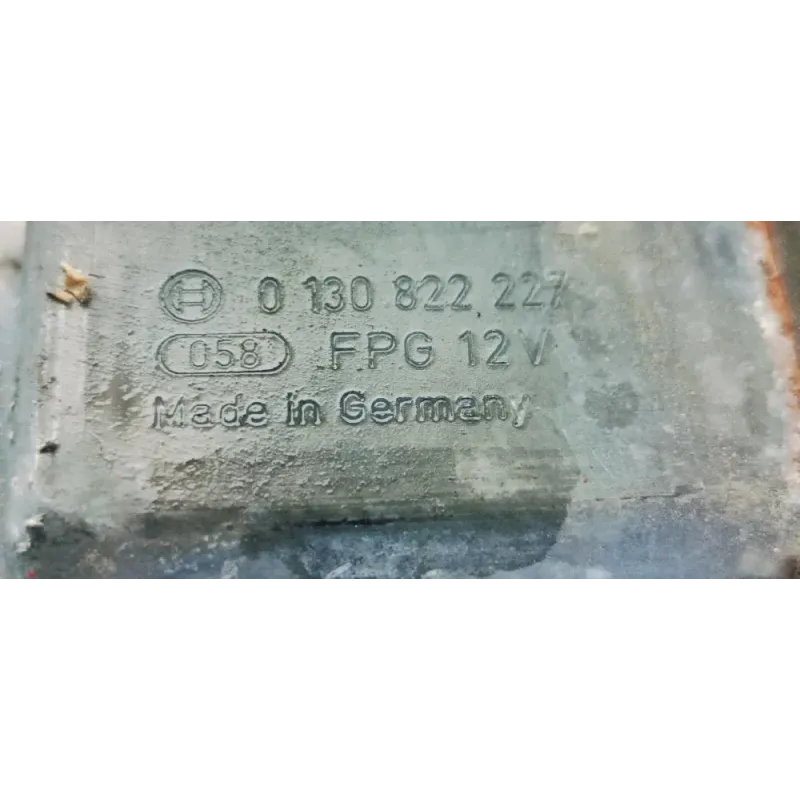 0 130 822 227
058 FPG 12V
Made in Germany